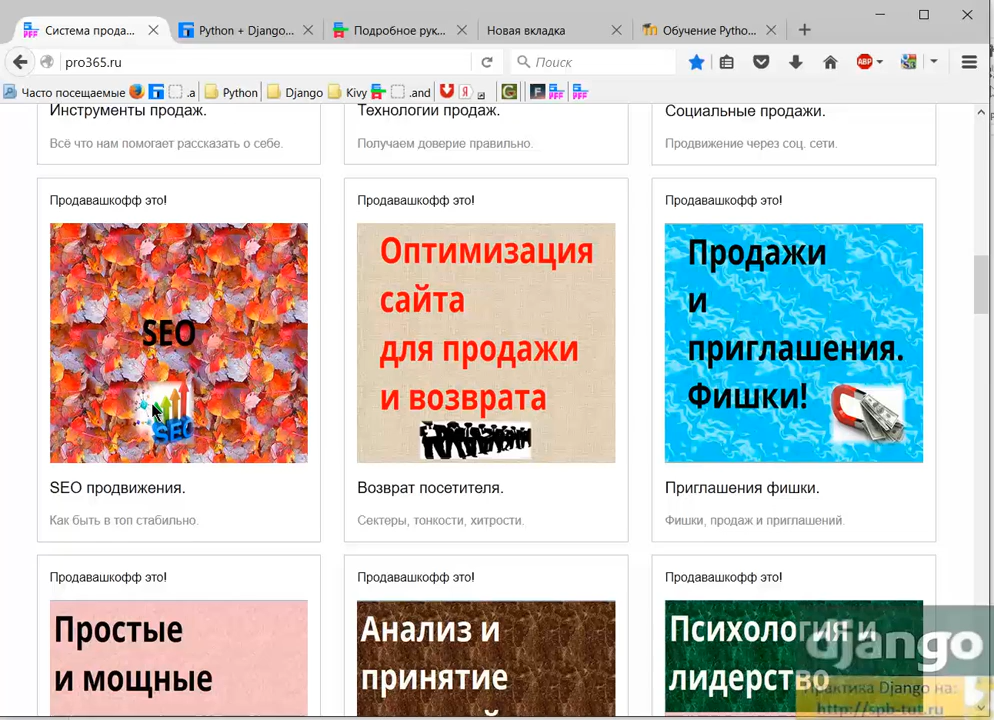 Система прода...
Python + Django...
Подробное рук...
Новая вкладка
Обучение Pytho...
pro365.ru
Поиск
ABP
Часто посещаемые
.a
Python
Django
Kivy
.and
Инструменты продаж.
Технологии продаж.
Социальные продажи.
Всё что нам помогает рассказать о себе.
Получаем доверие правильно.
Продвижение через соц. сети.
Продавашкофф это!
Продавашкофф это!
Продавашкофф это!
SEO
SEO
Оптимизация
сайта
для продажи
и возврата
Продажи
и
приглашения.
Фишки!
SEO продвижения.
Возврат посетителя.
Приглашения фишки.
Как быть в топ стабильно.
Сектеры, тонкости, хитрости.
Фишки, продаж и приглашений.
Продавашкофф это!
Продавашкофф это!
Продавашкофф это!
Простые
и мощные
Анализ и
принятие
Психология и
лидерство
django
Практика Django на:
http://spb-tut.ru